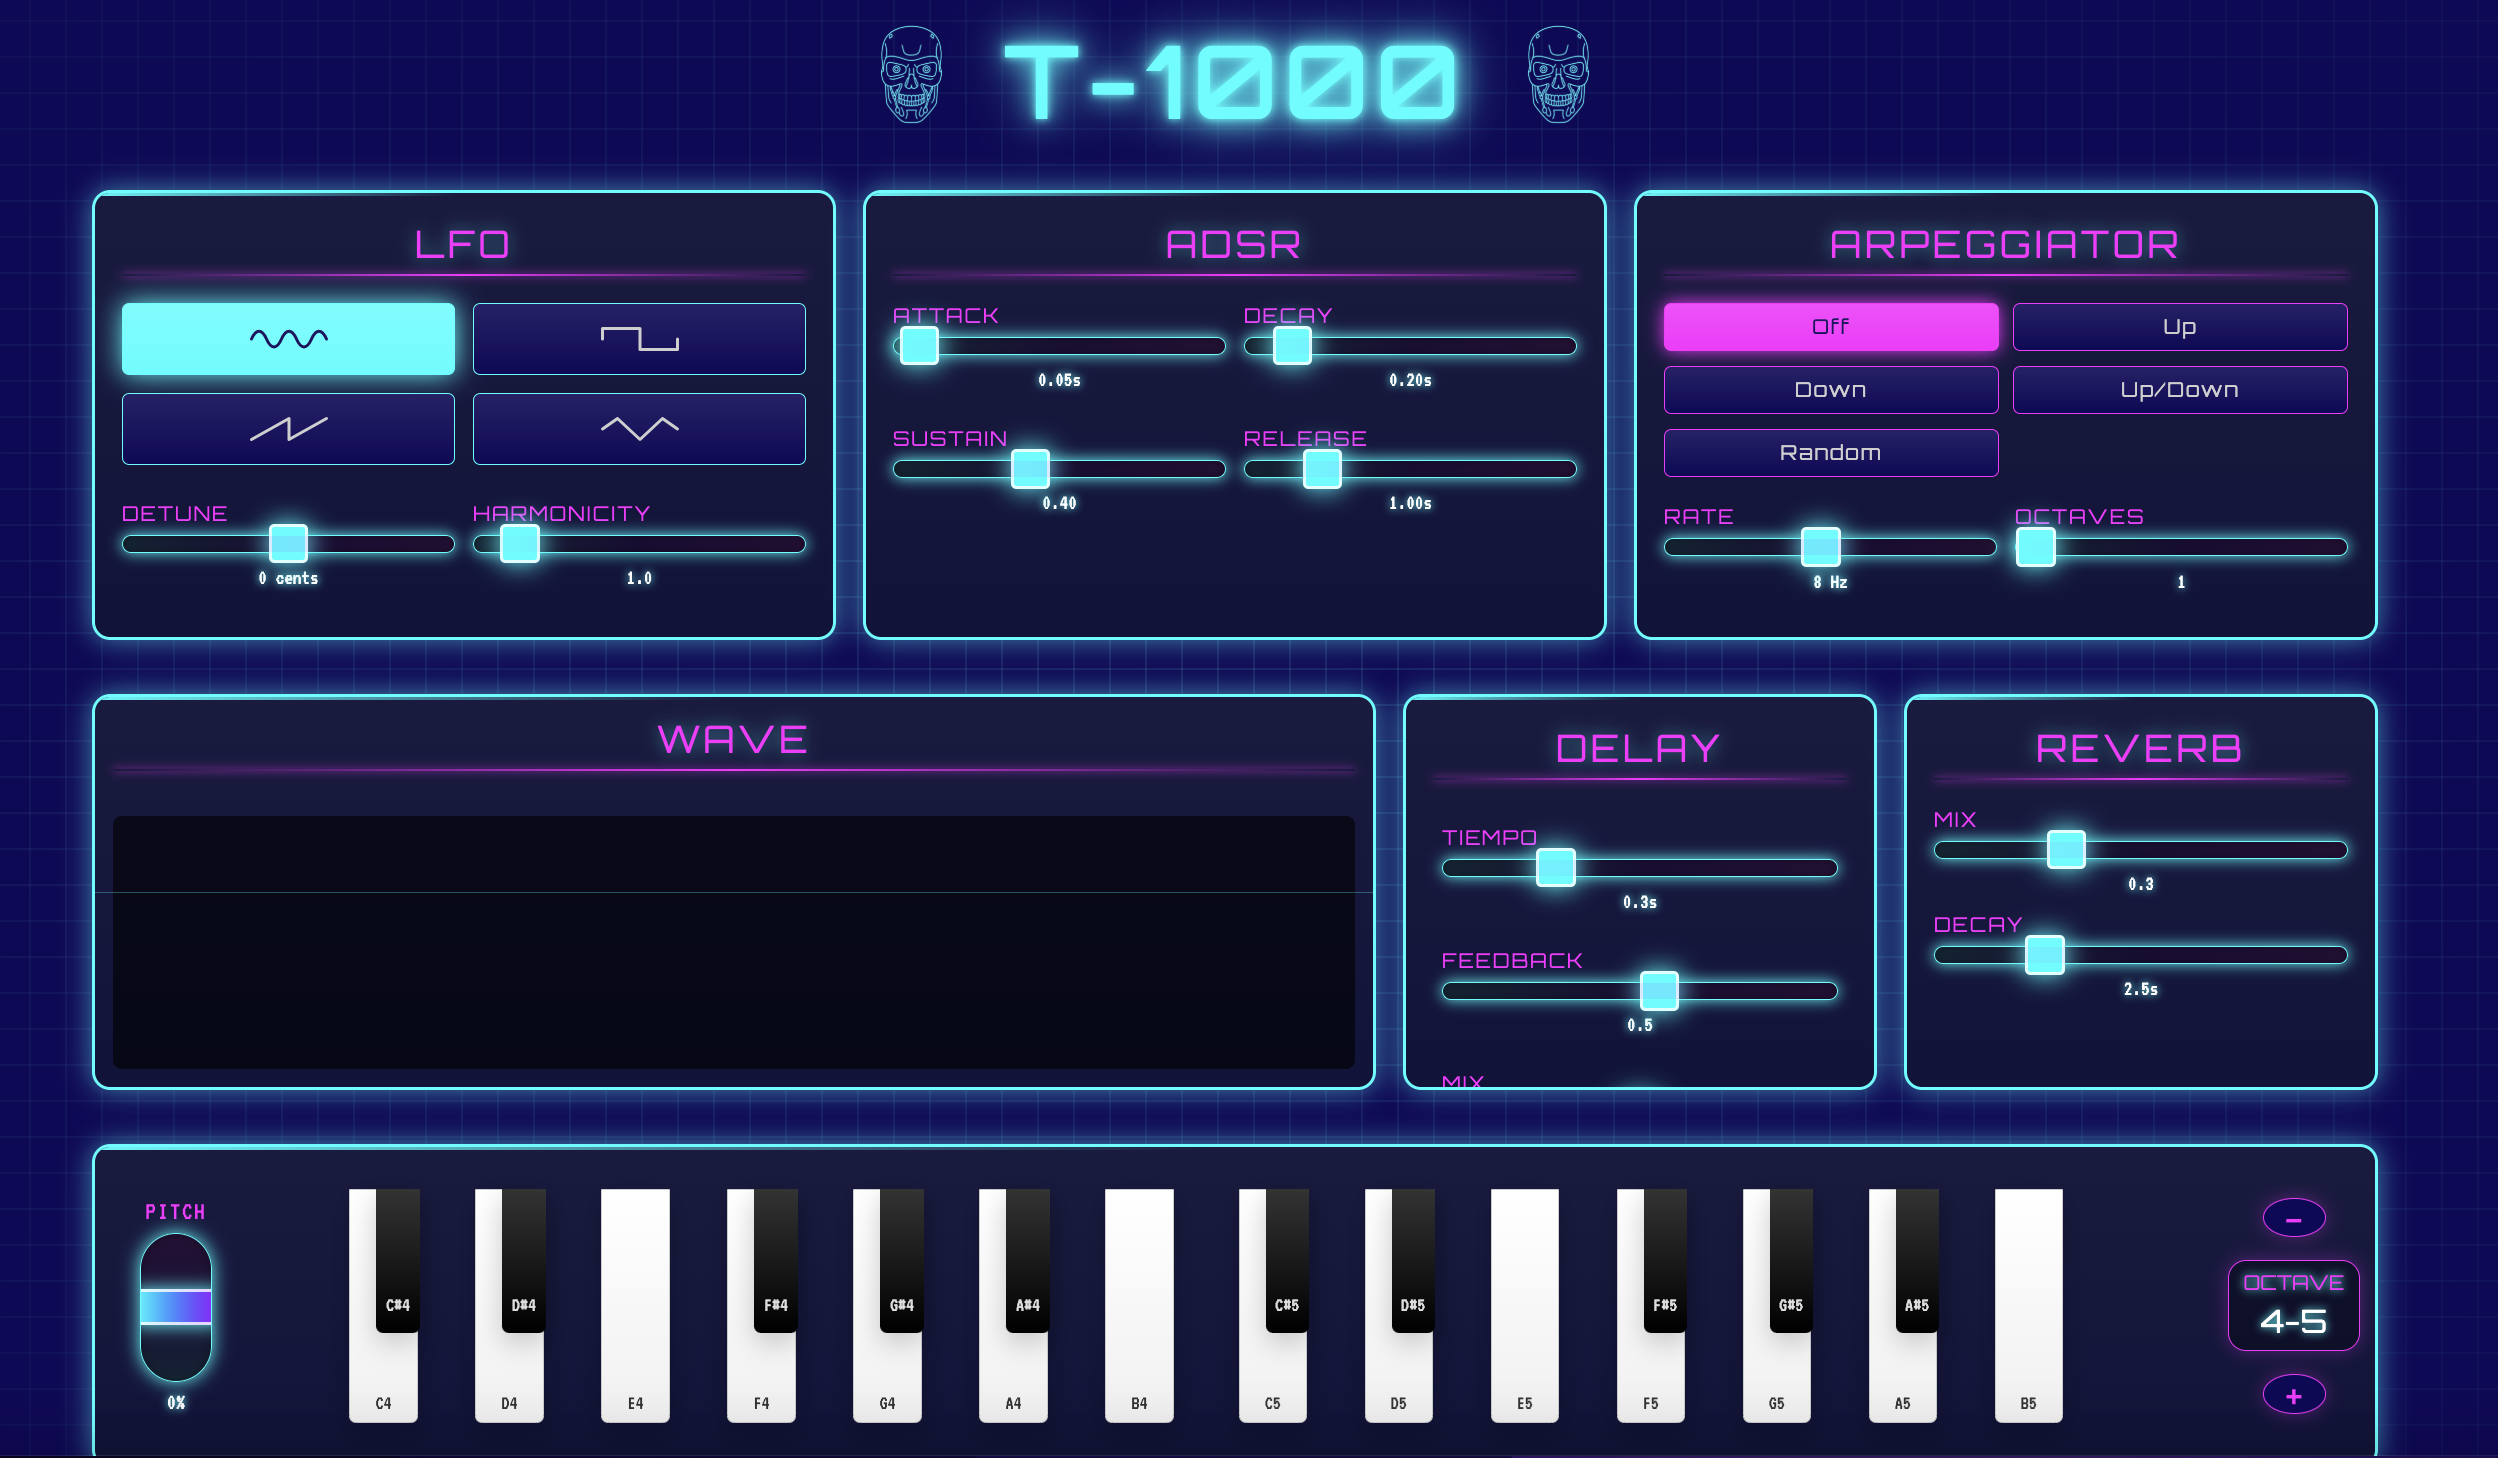 T-1000
LFO
DETUNE
0 cents
HARMONICITY
1.0
ADSR
ATTACK
0.05s
DECAY
0.20s
SUSTAIN
0.40
RELEASE
1.00s
ARPEGGIATOR
Off
Up
Down
Up/Down
Random
RATE
8 Hz
OCTAVES
1
WAVE
DELAY
TIEMPO
0.3s
FEEDBACK
0.5
MIX
REVERB
MIX
0.3
DECAY
2.5s
PITCH
0%
C#4 D#4 F#4 G#4 A#4 C#5 D#5 F#5 G#5 A#5
C4 D4 E4 F4 G4 A4 B4 C5 D5 E5 F5 G5 A5 B5
-
OCTAVE
4-5
+